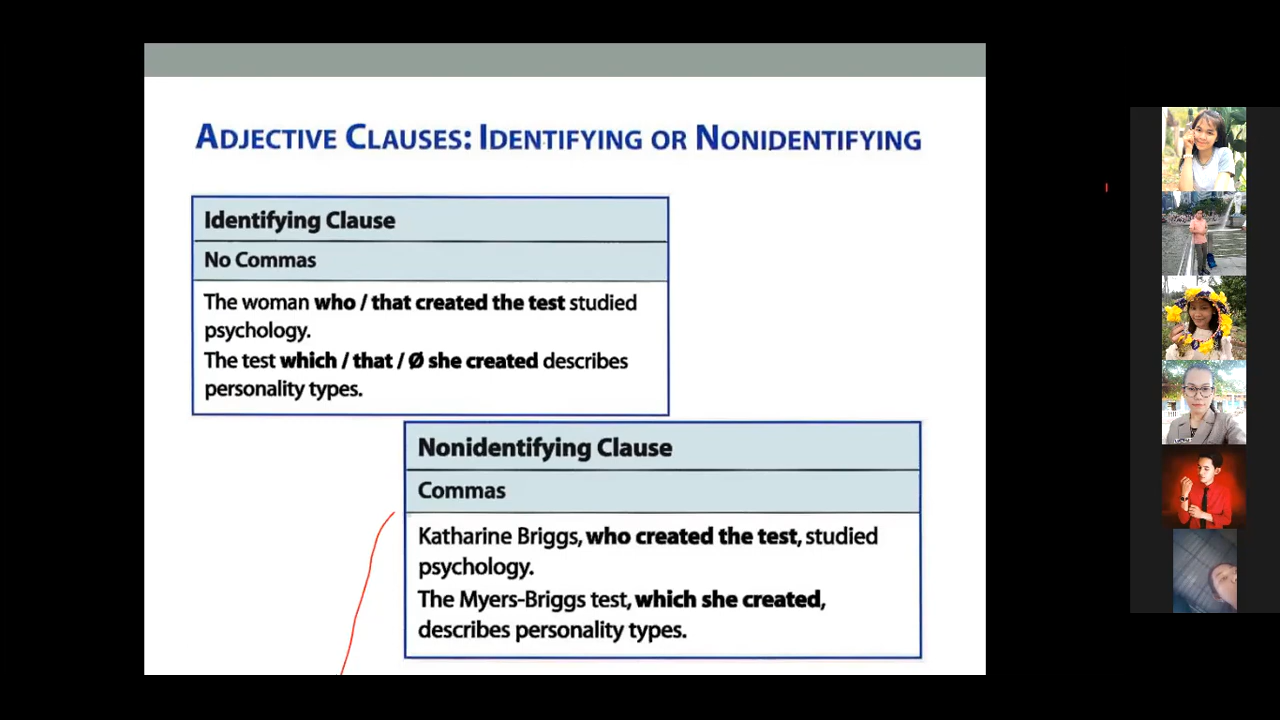 ADJECTIVE CLAUSES: IDENTIFYING OR NONIDENTIFYING
Identifying Clause
No Commas
The woman who / that created the test studied
psychology.
The test which / that / Ø she created describes
personality types.
Nonidentifying Clause
Commas
Katharine Briggs, who created the test, studied
psychology.
The Myers-Briggs test, which she created,
describes personality types.